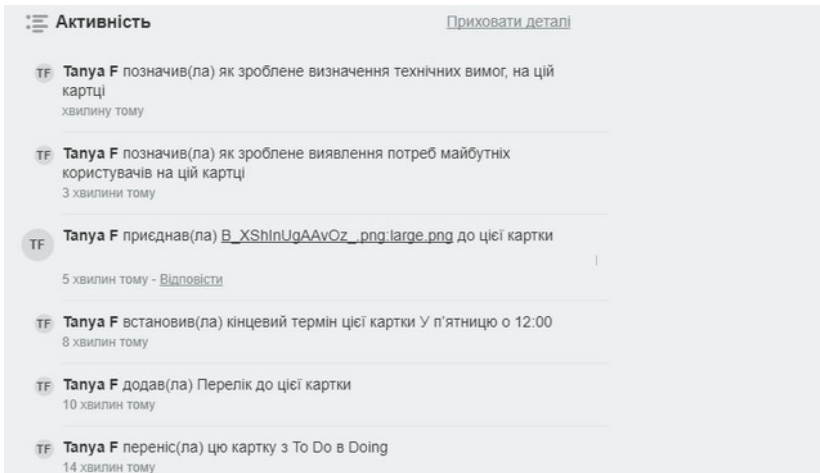 Активність
Приховати деталі
TF Tanya F позначив(ла) як зроблене визначення технічних вимог, на цій
картці
хвилину тому
TF Tanya F позначив(ла) як зроблене виявлення потреб майбутніх
користувачів на цій картці
3 хвилини тому
TF Tanya F приєднав(ла) B_XShInUgAAvOz_.png:large.png до цієї картки
5 хвилин тому - Відповісти
TF Tanya F встановив(ла) кінцевий термін цієї картки У п'ятницю о 12:00
8 хвилин тому
TF Tanya F додав(ла) Перелік до цієї картки
10 хвилин тому
TF Tanya F переніс(ла) цю картку з To Do в Doing
14 хвилин тому